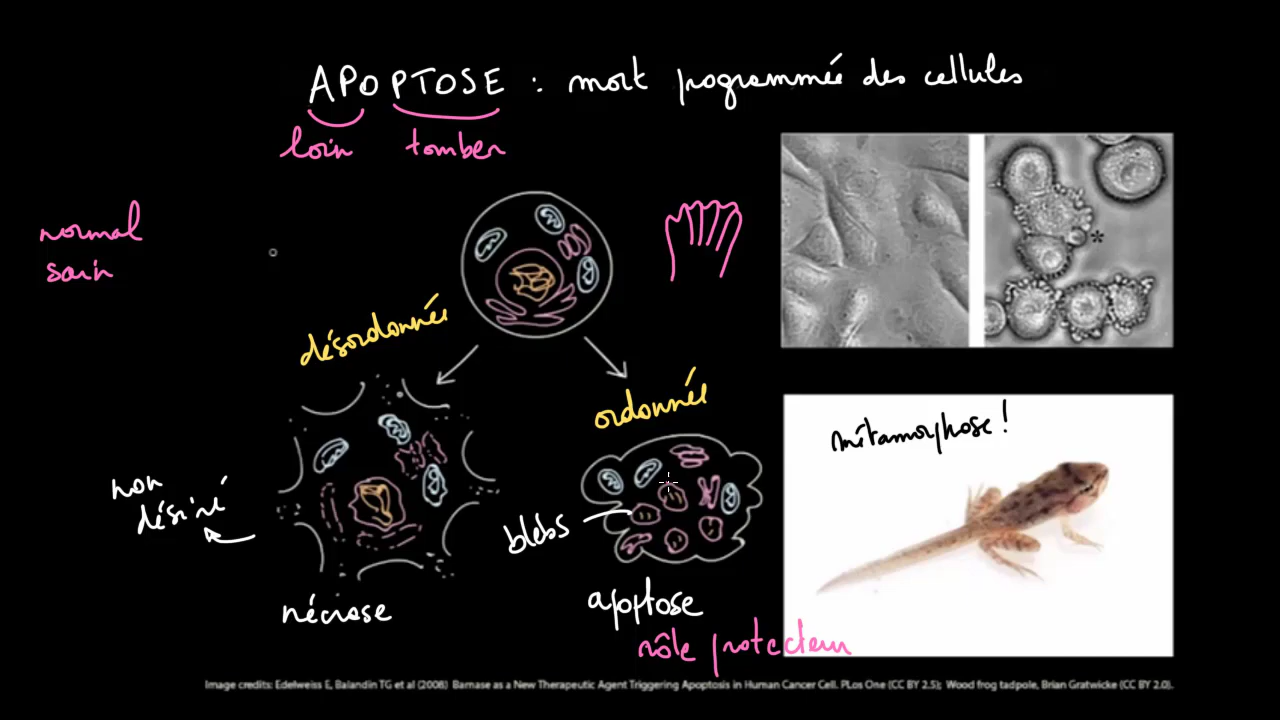 APOPTOSE : mort programmée des cellules
loin tomber
normal
sain
*
désordonnée
ordonnée
métamorphose !
non
désiré
blebs
nécrose
apoptose
rôle protecteur
Image credits: Edelweiss E, Balandin TG et al (2008) Barnase as a New Therapeutic Agent Triggering Apoptosis in Human Cancer Cell. PLos One (CC BY 2.5); Wood frog tadpole, Brian Gratwicke (CC BY 2.0).